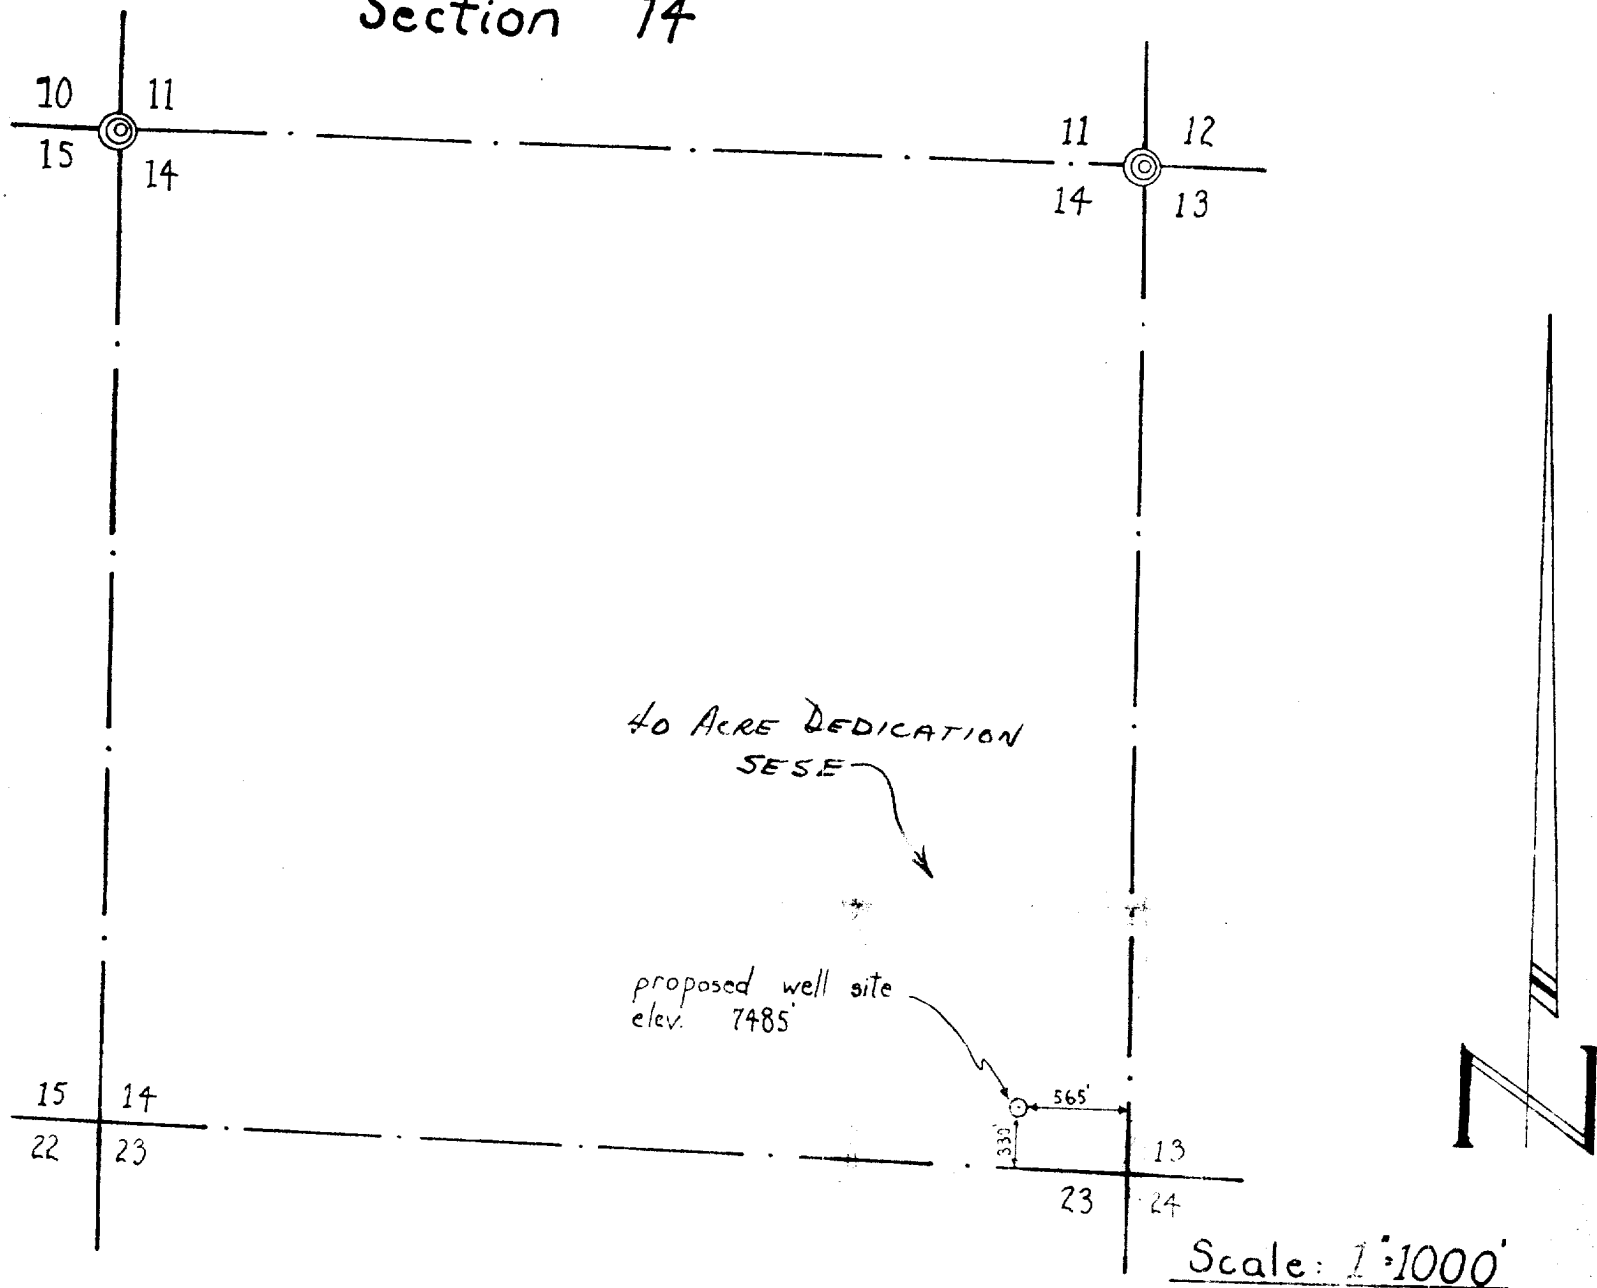 Section 14
10 11
15 14
11 12
14 13
40 ACRE DEDICATION
SESE
proposed well site
elev. 7485'
565'
330'
15 14
22 23
13
23 24
N
Scale: 1"=1000'